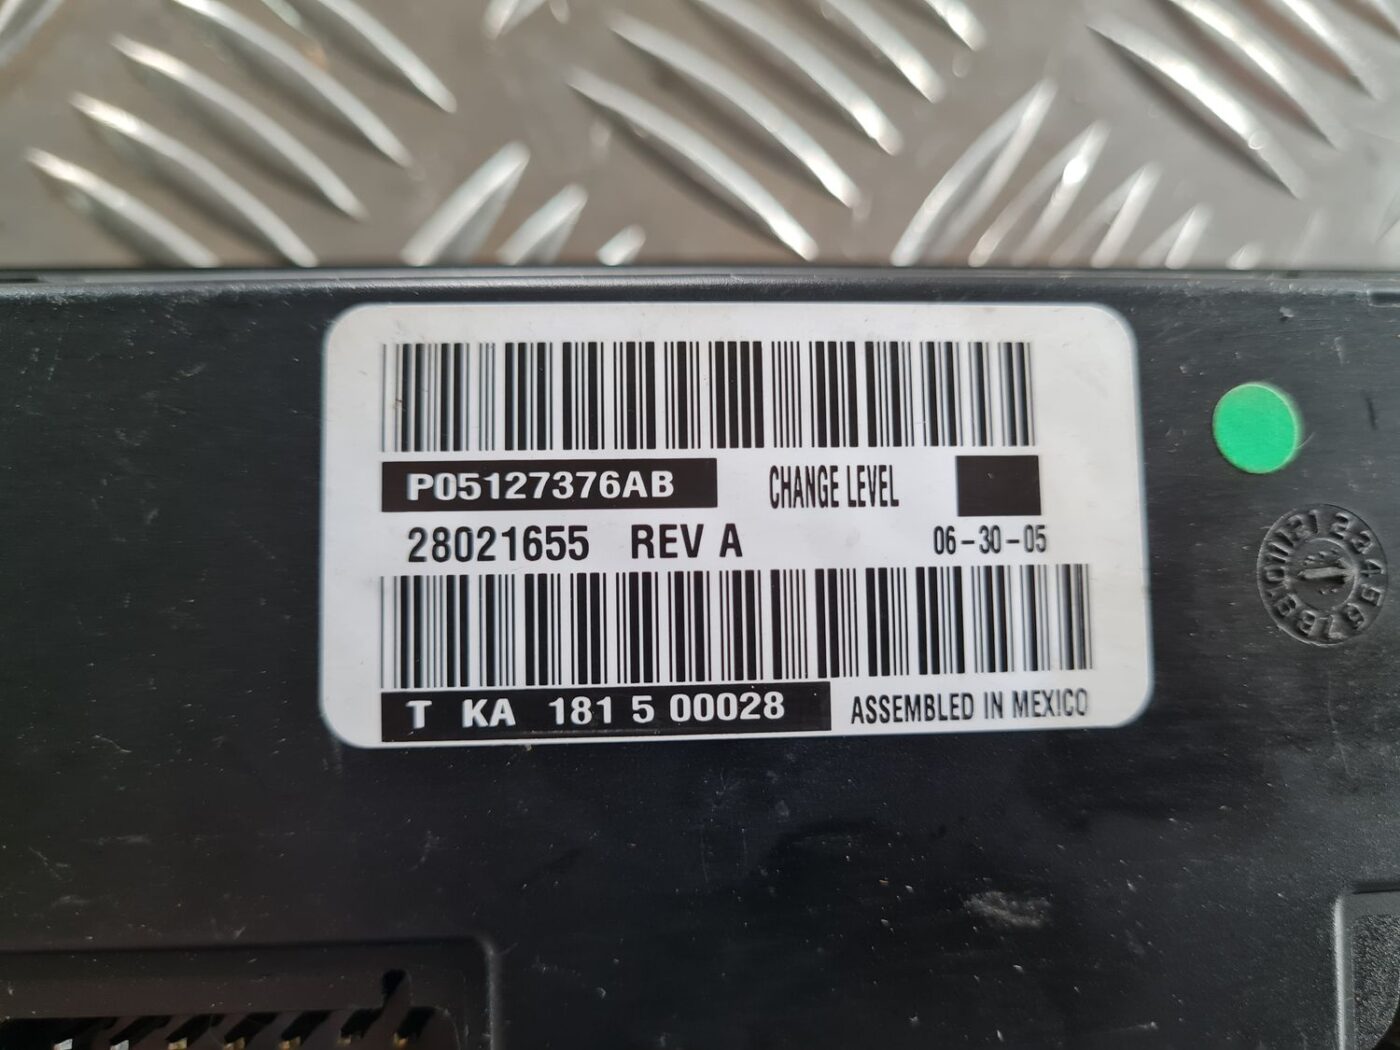 P05127376AB CHANGE LEVEL
28021655 REV A 06-30-05
T KA 181 5 00028 ASSEMBLED IN MEXICO